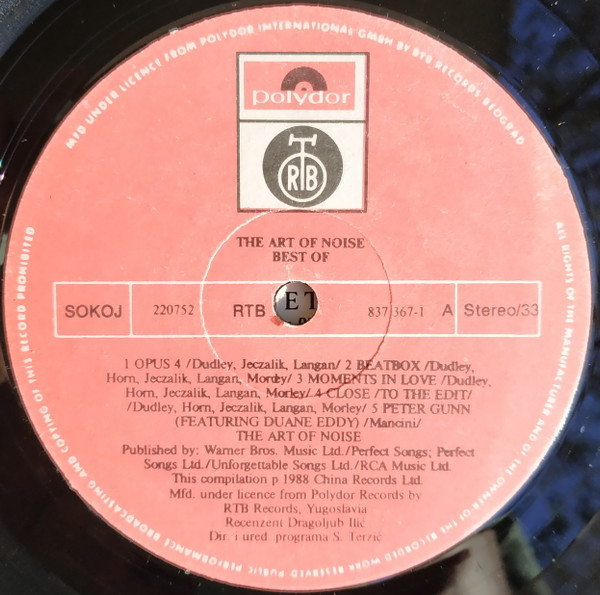 MFD UNDER LICENCE FROM POLYDOR INTERNATIONAL GMBH BY RTB RECORDS BEOGRAD
polydor
RTB
THE ART OF NOISE
BEST OF
SOKOJ 220752 RTB E T 837 367-1 A Stereo/33
1 OPUS 4 /Dudley, Jeczalik, Langan/ 2 BEATBOX /Dudley,
Horn, Jeczalik, Langan, Morley/ 3 MOMENTS IN LOVE /Dudley,
Horn, Jeczalik, Langan, Morley/ 4 CLOSE /TO THE EDIT/
/Dudley, Horn, Jeczalik, Langan, Morley/ 5 PETER GUNN
(FEATURING DUANE EDDY) /Mancini/
THE ART OF NOISE
Published by: Warner Bros. Music Ltd./Perfect Songs; Perfect
Songs Ltd./Unforgettable Songs Ltd./RCA Music Ltd.
This compilation p 1988 China Records Ltd.
Mfd. under licence from Polydor Records by
RTB Records, Yugoslavia
Recenzent Dragoljub Ilić
Dir. i ured. programa S. Terzić
ALL RIGHTS OF THE MANUFACTURER AND OF THE OWNER OF THE RECORDED WORK RESERVED PUBLIC PERFORMANCE BROADCASTING AND COPYING OF THIS RECORD PROHIBITED